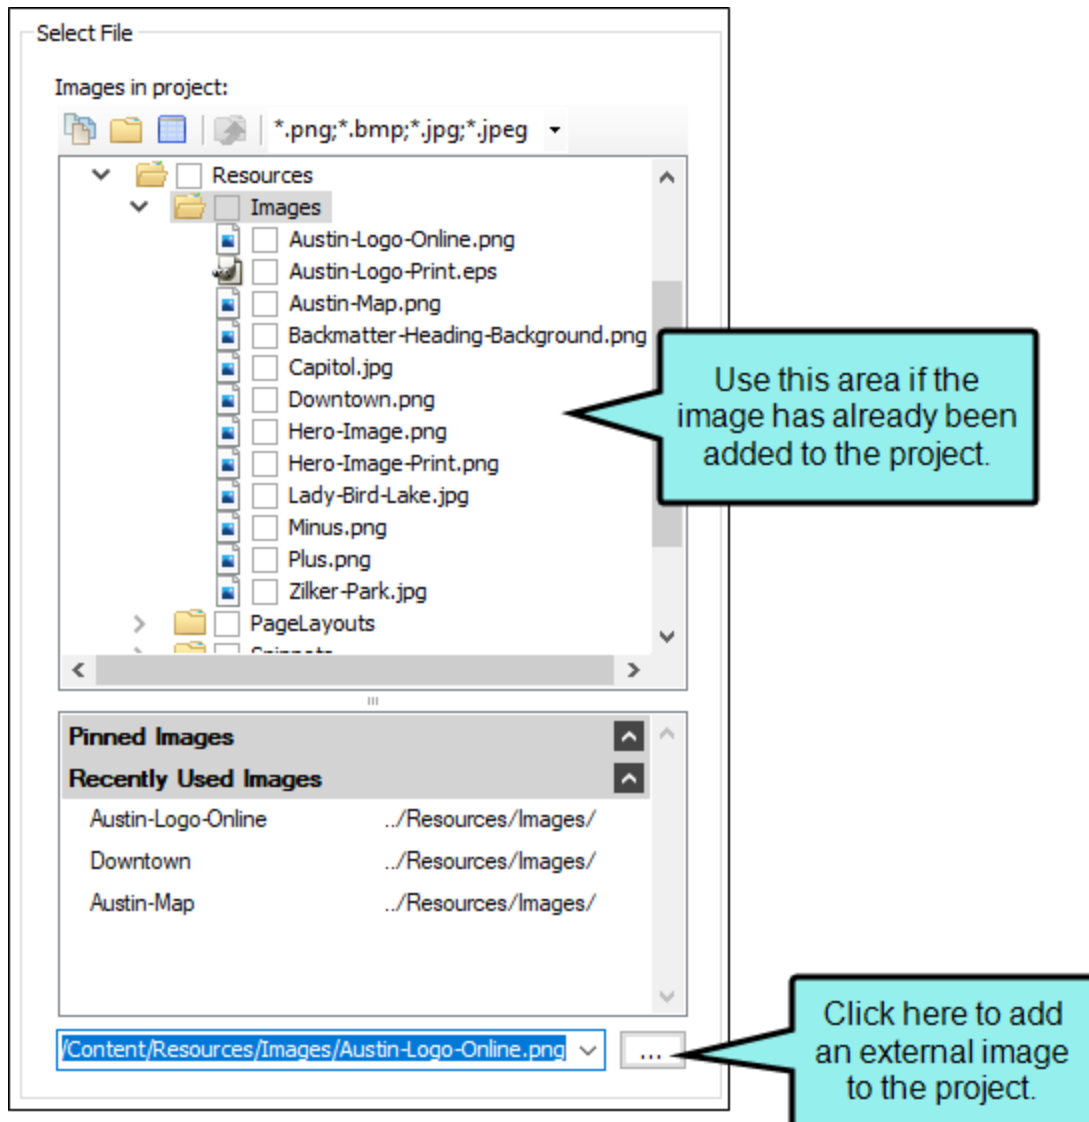 Select File
Images in project:
*.png;*.bmp;*.jpg;*.jpeg
Resources
Images
Austin-Logo-Online.png
Austin-Logo-Print.eps
Austin-Map.png
Backmatter-Heading-Background.png
Capitol.jpg
Downtown.png
Hero-Image.png
Hero-Image-Print.png
Lady-Bird-Lake.jpg
Minus.png
Plus.png
Zilker-Park.jpg
PageLayouts
Use this area if the
image has already been
added to the project.
Pinned Images
Recently Used Images
Austin-Logo-Online ../Resources/Images/
Downtown ../Resources/Images/
Austin-Map ../Resources/Images/
/Content/Resources/Images/Austin-Logo-Online.png ...
Click here to add
an external image
to the project.